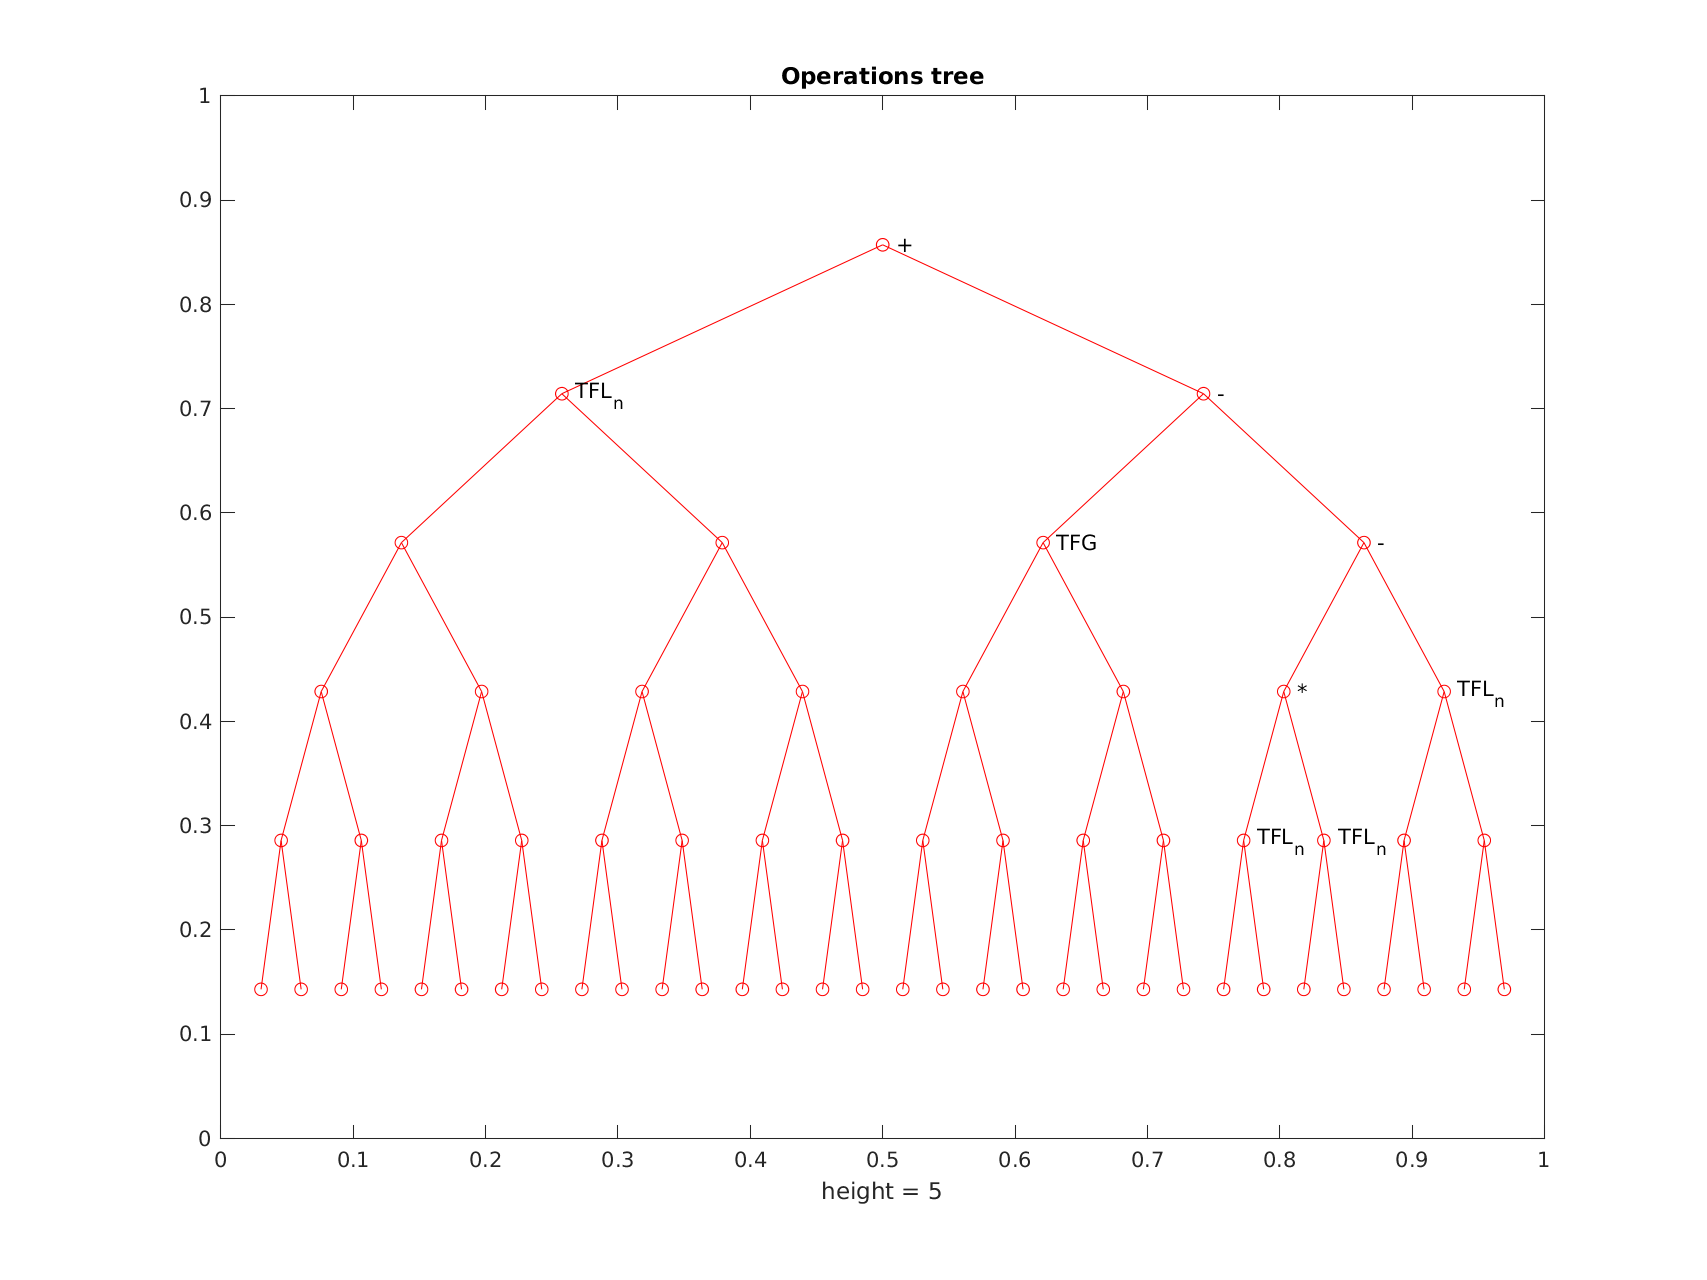 Operations tree
1
0.9
+
0.8
0.7
TFLn -
0.6
TFG -
0.5
* TFLn
0.4
0.3
TFLn TFLn
0.2
0.1
0
0 0.1 0.2 0.3 0.4 0.5 0.6 0.7 0.8 0.9 1
height = 5